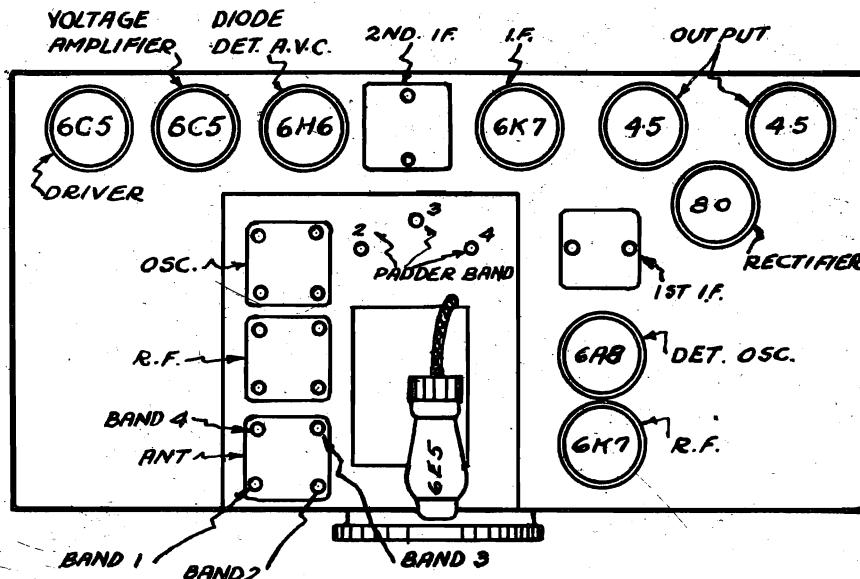 VOLTAGE
AMPLIFIER
DIODE
DET. A.V.C.
2ND. I.F.
I.F.
OUTPUT
6C5
6C5
6H6
6K7
45
45
DRIVER
80
RECTIFIER
OSC.
2
3
4
PADDER BAND
1ST I.F.
R.F.
6A8
DET. OSC.
BAND 4
ANT
6E5
6K7
R.F.
BAND 1
BAND 2
BAND 3